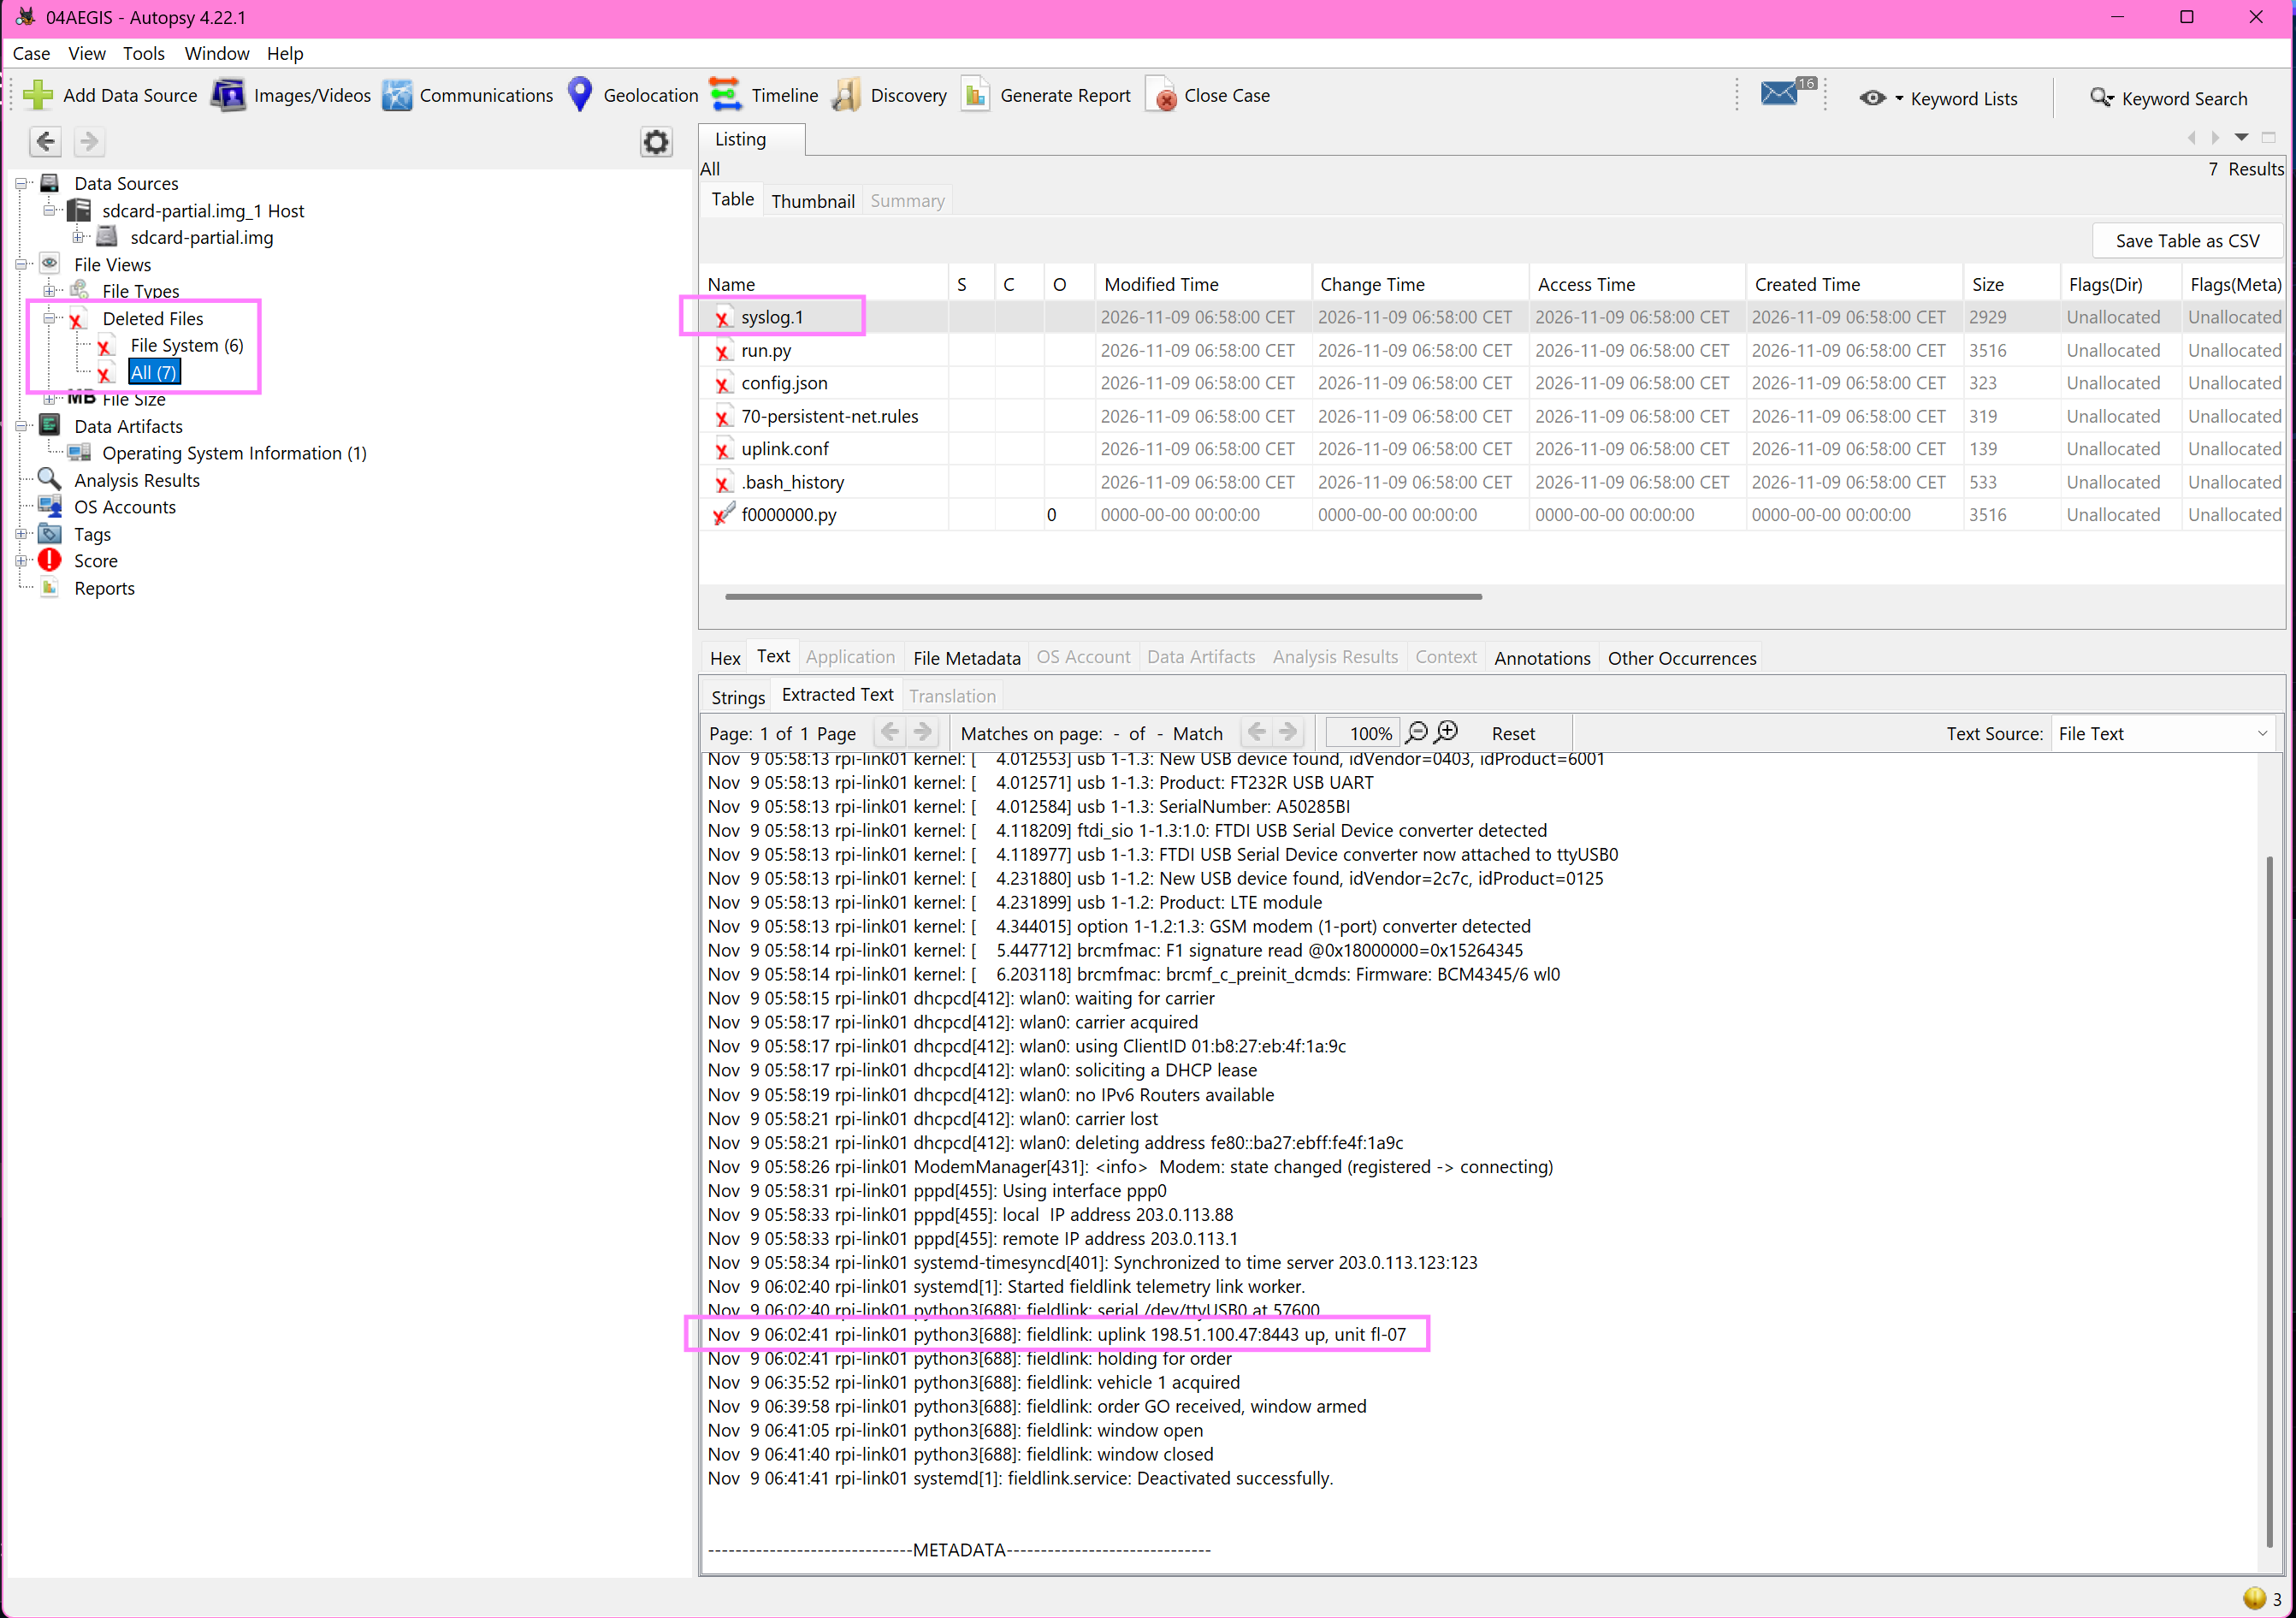 04AEGIS - Autopsy 4.22.1
Case View Tools Window Help
Add Data Source Images/Videos Communications Geolocation Timeline Discovery Generate Report Close Case 16 Keyword Lists Keyword Search
Data Sources
sdcard-partial.img_1 Host
sdcard-partial.img
File Views
File Types
Deleted Files
File System (6)
All (7)
MB File Size
Data Artifacts
Operating System Information (1)
Analysis Results
OS Accounts
Tags
Score
Reports
Listing
All
7 Results
Table Thumbnail Summary
Save Table as CSV
Name S C O Modified Time Change Time Access Time Created Time Size Flags(Dir) Flags(Meta)
syslog.1 2026-11-09 06:58:00 CET 2026-11-09 06:58:00 CET 2026-11-09 06:58:00 CET 2026-11-09 06:58:00 CET 2929 Unallocated Unallocated
run.py 2026-11-09 06:58:00 CET 2026-11-09 06:58:00 CET 2026-11-09 06:58:00 CET 2026-11-09 06:58:00 CET 3516 Unallocated Unallocated
config.json 2026-11-09 06:58:00 CET 2026-11-09 06:58:00 CET 2026-11-09 06:58:00 CET 2026-11-09 06:58:00 CET 323 Unallocated Unallocated
70-persistent-net.rules 2026-11-09 06:58:00 CET 2026-11-09 06:58:00 CET 2026-11-09 06:58:00 CET 2026-11-09 06:58:00 CET 319 Unallocated Unallocated
uplink.conf 2026-11-09 06:58:00 CET 2026-11-09 06:58:00 CET 2026-11-09 06:58:00 CET 2026-11-09 06:58:00 CET 139 Unallocated Unallocated
.bash_history 2026-11-09 06:58:00 CET 2026-11-09 06:58:00 CET 2026-11-09 06:58:00 CET 2026-11-09 06:58:00 CET 533 Unallocated Unallocated
f0000000.py 0 0000-00-00 00:00:00 0000-00-00 00:00:00 0000-00-00 00:00:00 0000-00-00 00:00:00 3516 Unallocated Unallocated
Hex Text Application File Metadata OS Account Data Artifacts Analysis Results Context Annotations Other Occurrences
Strings Extracted Text Translation
Page: 1 of 1 Page Matches on page: - of - Match 100% Reset Text Source: File Text
Nov 9 05:58:13 rpi-link01 kernel: [ 4.012553] usb 1-1.3: New USB device found, idVendor=0403, idProduct=6001
Nov 9 05:58:13 rpi-link01 kernel: [ 4.012571] usb 1-1.3: Product: FT232R USB UART
Nov 9 05:58:13 rpi-link01 kernel: [ 4.012584] usb 1-1.3: SerialNumber: A50285BI
Nov 9 05:58:13 rpi-link01 kernel: [ 4.118209] ftdi_sio 1-1.3:1.0: FTDI USB Serial Device converter detected
Nov 9 05:58:13 rpi-link01 kernel: [ 4.118977] usb 1-1.3: FTDI USB Serial Device converter now attached to ttyUSB0
Nov 9 05:58:13 rpi-link01 kernel: [ 4.231880] usb 1-1.2: New USB device found, idVendor=2c7c, idProduct=0125
Nov 9 05:58:13 rpi-link01 kernel: [ 4.231899] usb 1-1.2: Product: LTE module
Nov 9 05:58:13 rpi-link01 kernel: [ 4.344015] option 1-1.2:1.3: GSM modem (1-port) converter detected
Nov 9 05:58:14 rpi-link01 kernel: [ 5.447712] brcmfmac: F1 signature read @0x18000000=0x15264345
Nov 9 05:58:14 rpi-link01 kernel: [ 6.203118] brcmfmac: brcmf_c_preinit_dcmds: Firmware: BCM4345/6 wl0
Nov 9 05:58:15 rpi-link01 dhcpcd[412]: wlan0: waiting for carrier
Nov 9 05:58:17 rpi-link01 dhcpcd[412]: wlan0: carrier acquired
Nov 9 05:58:17 rpi-link01 dhcpcd[412]: wlan0: using ClientID 01:b8:27:eb:4f:1a:9c
Nov 9 05:58:17 rpi-link01 dhcpcd[412]: wlan0: soliciting a DHCP lease
Nov 9 05:58:19 rpi-link01 dhcpcd[412]: wlan0: no IPv6 Routers available
Nov 9 05:58:21 rpi-link01 dhcpcd[412]: wlan0: carrier lost
Nov 9 05:58:21 rpi-link01 dhcpcd[412]: wlan0: deleting address fe80::ba27:ebff:fe4f:1a9c
Nov 9 05:58:26 rpi-link01 ModemManager[431]: <info> Modem: state changed (registered -> connecting)
Nov 9 05:58:31 rpi-link01 pppd[455]: Using interface ppp0
Nov 9 05:58:33 rpi-link01 pppd[455]: local IP address 203.0.113.88
Nov 9 05:58:33 rpi-link01 pppd[455]: remote IP address 203.0.113.1
Nov 9 05:58:34 rpi-link01 systemd-timesyncd[401]: Synchronized to time server 203.0.113.123:123
Nov 9 06:02:40 rpi-link01 systemd[1]: Started fieldlink telemetry link worker.
Nov 9 06:02:40 rpi-link01 python3[688]: fieldlink: serial /dev/ttyUSB0 at 57600
Nov 9 06:02:41 rpi-link01 python3[688]: fieldlink: uplink 198.51.100.47:8443 up, unit fl-07
Nov 9 06:02:41 rpi-link01 python3[688]: fieldlink: holding for order
Nov 9 06:35:52 rpi-link01 python3[688]: fieldlink: vehicle 1 acquired
Nov 9 06:39:58 rpi-link01 python3[688]: fieldlink: order GO received, window armed
Nov 9 06:41:05 rpi-link01 python3[688]: fieldlink: window open
Nov 9 06:41:40 rpi-link01 python3[688]: fieldlink: window closed
Nov 9 06:41:41 rpi-link01 systemd[1]: fieldlink.service: Deactivated successfully.
------------------------------METADATA------------------------------
3